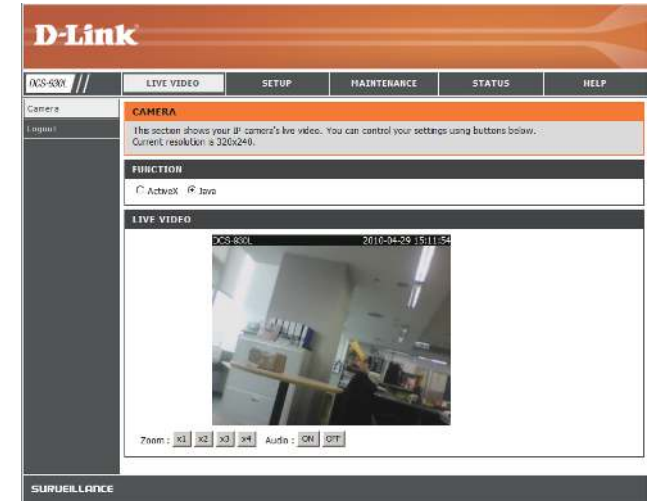 D-Link
DCS-930L //
LIVE VIDEO
SETUP
MAINTENANCE
STATUS
HELP
Camera
Logout
CAMERA
This section shows your IP camera's live video. You can control your settings using buttons below.
Current resolution is 320x240.
FUNCTION
ActiveX Java
LIVE VIDEO
DCS-930L 2010-04-29 15:11:54
Zoom : x1 x2 x3 x4 Audio : ON OFF
SURVEILLANCE